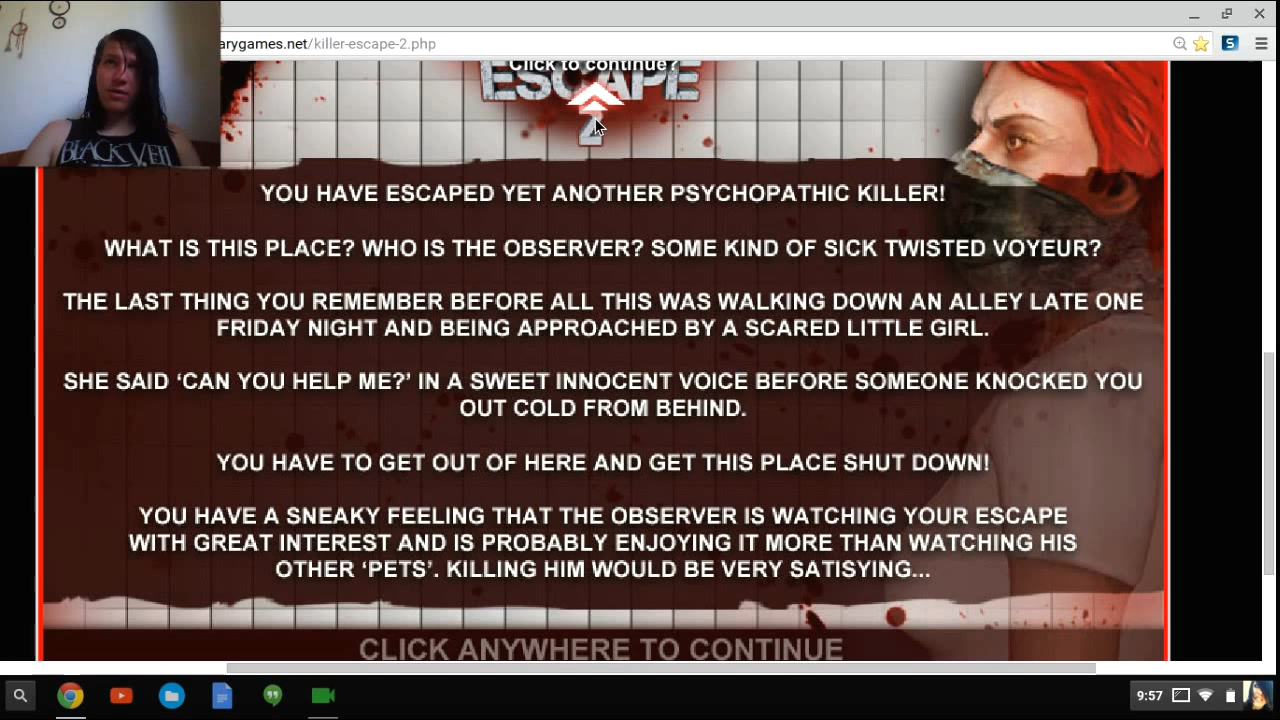 arygames.net/killer-escape-2.php
Click to continue?
ESCAPE
2
BLACK VEIL
YOU HAVE ESCAPED YET ANOTHER PSYCHOPATHIC KILLER!
WHAT IS THIS PLACE? WHO IS THE OBSERVER? SOME KIND OF SICK TWISTED VOYEUR?
THE LAST THING YOU REMEMBER BEFORE ALL THIS WAS WALKING DOWN AN ALLEY LATE ONE
FRIDAY NIGHT AND BEING APPROACHED BY A SCARED LITTLE GIRL.
SHE SAID ‘CAN YOU HELP ME?’ IN A SWEET INNOCENT VOICE BEFORE SOMEONE KNOCKED YOU
OUT COLD FROM BEHIND.
YOU HAVE TO GET OUT OF HERE AND GET THIS PLACE SHUT DOWN!
YOU HAVE A SNEAKY FEELING THAT THE OBSERVER IS WATCHING YOUR ESCAPE
WITH GREAT INTEREST AND IS PROBABLY ENJOYING IT MORE THAN WATCHING HIS
OTHER ‘PETS’. KILLING HIM WOULD BE VERY SATISYING...
CLICK ANYWHERE TO CONTINUE
9:57